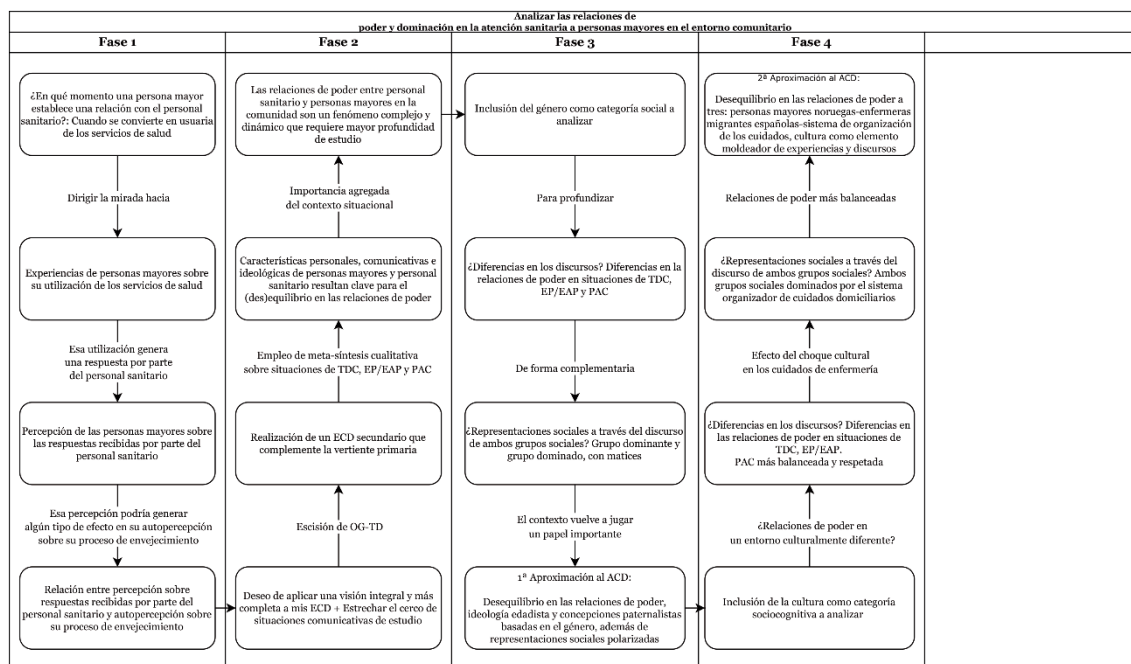 Analizar las relaciones de
poder y dominación en la atención sanitaria a personas mayores en el entorno comunitario
Fase 1
¿En qué momento una persona mayor
establece una relación con el personal
sanitario?: Cuando se convierte en usuaria
de los servicios de salud
Dirigir la mirada hacia
Experiencias de personas mayores sobre
su utilización de los servicios de salud
Esa utilización genera
una respuesta por parte
del personal sanitario
Percepción de las personas mayores sobre
las respuestas recibidas por parte del
personal sanitario
Esa percepción podría generar
algún tipo de efecto en su autopercepción
sobre su proceso de envejecimiento
Relación entre percepción sobre
respuestas recibidas por parte del
personal sanitario y autopercepción sobre
su proceso de envejecimiento
Fase 2
Las relaciones de poder entre personal
sanitario y personas mayores en la
comunidad son un fenómeno complejo y
dinámico que requiere mayor profundidad
de estudio
Importancia agregada
del contexto situacional
Características personales, comunicativas e
ideológicas de personas mayores y personal
sanitario resultan clave para el
(des)equilibrio en las relaciones de poder
Empleo de meta-síntesis cualitativa
sobre situaciones de TDC, EP/EAP y PAC
Realización de un ECD secundario que
complemente la vertiente primaria
Escisión de OG-TD
Deseo de aplicar una visión integral y más
completa a mis ECD + Estrechar el cerco de
situaciones comunicativas de estudio
Fase 3
Inclusión del género como categoría social a
analizar
Para profundizar
¿Diferencias en los discursos? Diferencias en la
relaciones de poder en situaciones de TDC,
EP/EAP y PAC
De forma complementaria
¿Representaciones sociales a través del discurso
de ambos grupos sociales? Grupo dominante y
grupo dominado, con matices
El contexto vuelve a jugar
un papel importante
1ª Aproximación al ACD:
Desequilibrio en las relaciones de poder,
ideología edadista y concepciones paternalistas
basadas en el género, además de
representaciones sociales polarizadas
Fase 4
2ª Aproximación al ACD:
Desequilibrio en las relaciones de poder a
tres: personas mayores noruegas-enfermeras
migrantes españolas-sistema de organización
de los cuidados, cultura como elemento
moldeador de experiencias y discursos
Relaciones de poder más balanceadas
¿Representaciones sociales a través del
discurso de ambos grupos sociales? Ambos
grupos sociales dominados por el sistema
organizador de cuidados domiciliarios
Efecto del choque cultural
en los cuidados de enfermería
¿Diferencias en los discursos? Diferencias en
las relaciones de poder en situaciones de
TDC, EP/EAP.
PAC más balanceada y respetada
¿Relaciones de poder en
un entorno culturalmente diferente?
Inclusión de la cultura como categoría
sociocognitiva a analizar